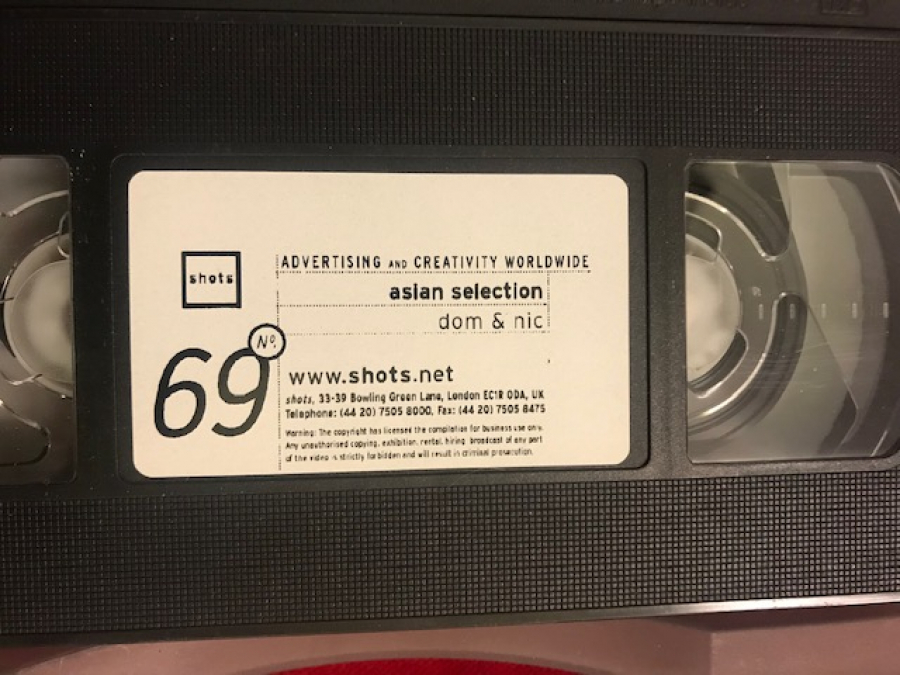 shots
ADVERTISING AND CREATIVITY WORLDWIDE
asian selection
dom & nic
No.
69
www.shots.net
shots, 33-39 Bowling Green Lane, London EC1R 0DA, UK
Telephone: (44 20) 7505 8000, Fax: (44 20) 7505 8475
Warning: The copyright has licensed the compilation for business use only.
Any unauthorised copying, exhibition, rental, hiring broadcast of any part
of the video is strictly forbidden and will result in criminal prosecution.